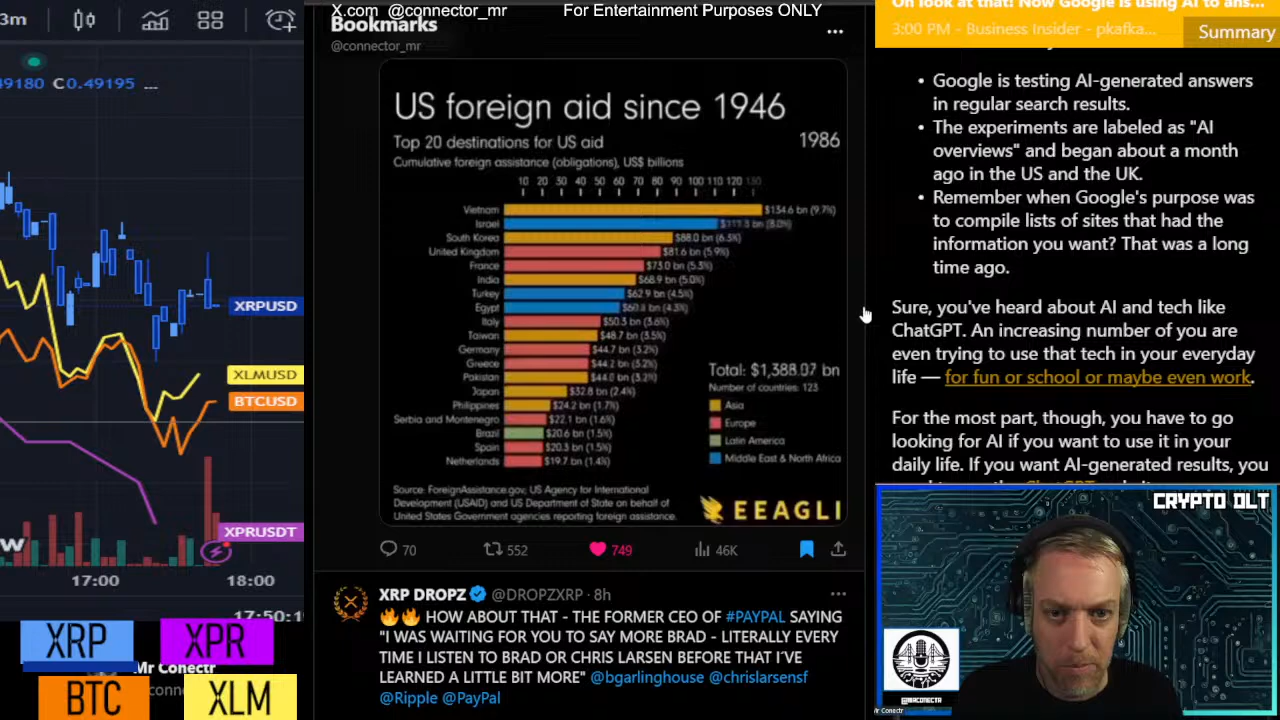 X.com @connector_mr For Entertainment Purposes ONLY
3m
49180 C0.49195 ...
XRPUSD
XLMUSD
BTCUSD
XPRUSDT
17:00 18:00
17:50:19
XRP
XPR
BTC
XLM
Mr Conectr
Bookmarks
@connector_mr
US foreign aid since 1946
Top 20 destinations for US aid
1986
Cumulative foreign assistance (obligations), US$ billions
10 20 30 40 50 60 70 80 90 100 110 120 130
Vietnam $134.6 bn (9.7%)
Israel
South Korea $88.0 bn (6.3%)
United Kingdom $81.6 bn (5.9%)
France $73.0 bn (5.3%)
India $68.9 bn (5.0%)
Turkey $62.9 bn (4.5%)
Egypt $60.3 bn (4.3%)
Italy $50.3 bn (3.6%)
Taiwan $48.7 bn (3.5%)
Germany $44.7 bn (3.2%)
Greece $44.2 bn (3.2%)
Pakistan $44.0 bn (3.2%)
Japan $32.8 bn (2.4%)
Philippines $24.2 bn (1.7%)
Serbia and Montenegro $22.1 bn (1.6%)
Brazil $20.6 bn (1.5%)
Spain $20.3 bn (1.5%)
Netherlands $19.7 bn (1.4%)
Total: $1,388.07 bn
Number of countries: 123
Asia
Europe
Latin America
Middle East & North Africa
Source: ForeignAssistance.gov; US Agency for International
Development (USAID) and US Department of State on behalf of
United States Government agencies reporting foreign assistance.
EEAGLI
70 552 749 46K
XRP DROPZ @DROPZXRP · 8h
🔥🔥 HOW ABOUT THAT - THE FORMER CEO OF #PAYPAL SAYING
"I WAS WAITING FOR YOU TO SAY MORE BRAD - LITERALLY EVERY
TIME I LISTEN TO BRAD OR CHRIS LARSEN BEFORE THAT I´VE
LEARNED A LITTLE BIT MORE" @bgarlinghouse @chrislarsensf
@Ripple @PayPal
Oh look at that! Now Google is using AI to ans...
3:00 PM - Business Insider - pkafka...
Summary
• Google is testing AI-generated answers
in regular search results.
• The experiments are labeled as "AI
overviews" and began about a month
ago in the US and the UK.
• Remember when Google's purpose was
to compile lists of sites that had the
information you want? That was a long
time ago.
Sure, you've heard about AI and tech like
ChatGPT. An increasing number of you are
even trying to use that tech in your everyday
life — for fun or school or maybe even work.
For the most part, though, you have to go
looking for AI if you want to use it in your
daily life. If you want AI-generated results, you
CRYPTO DLT
@MRCONECTR
Mr Conectr